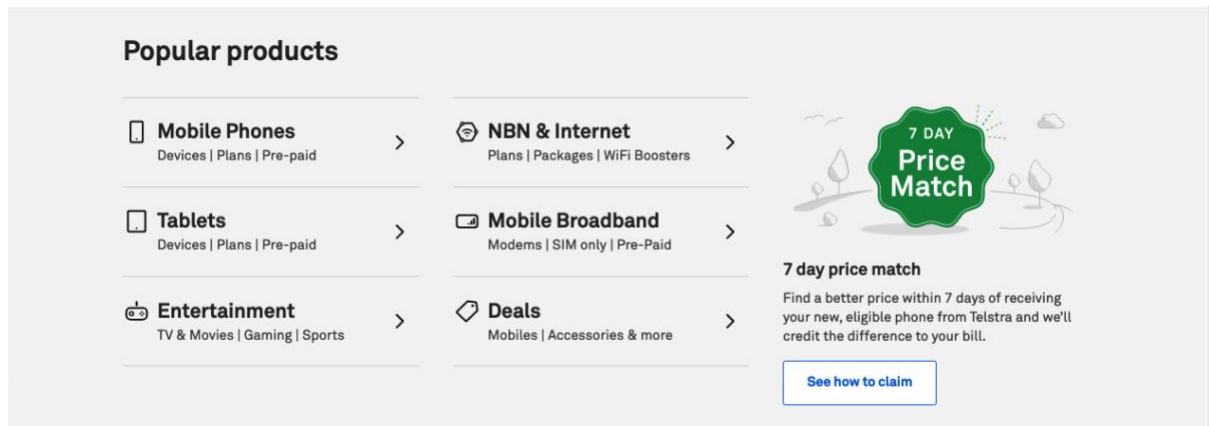 Popular products
Mobile Phones
Devices | Plans | Pre-paid
NBN & Internet
Plans | Packages | WiFi Boosters
Tablets
Devices | Plans | Pre-paid
Mobile Broadband
Modems | SIM only | Pre-Paid
Entertainment
TV & Movies | Gaming | Sports
Deals
Mobiles | Accessories & more
7 DAY
Price
Match
7 day price match
Find a better price within 7 days of receiving
your new, eligible phone from Telstra and we'll
credit the difference to your bill.
See how to claim